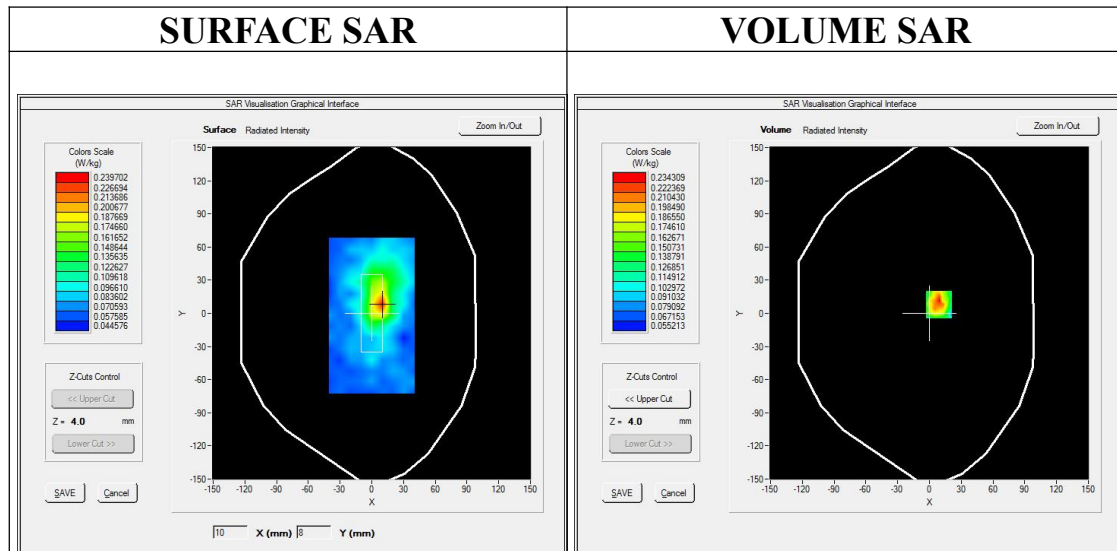 SURFACE SAR
VOLUME SAR
SAR Visualisation Graphical Interface
Surface Radiated Intensity
Zoom In/Out
Colors Scale
(W/kg)
0.239702
0.226694
0.213686
0.200677
0.187669
0.174660
0.161652
0.148644
0.135635
0.122627
0.109618
0.096610
0.083602
0.070593
0.057585
0.044576
Z-Cuts Control
<< Upper Cut
Z = 4.0 mm
Lower Cut >>
SAVE Cancel
150
120
90
60
30
0
-30
-60
-90
-120
-150
Y
-150 -120 -90 -60 -30 0 30 60 90 120 150
X
10 X (mm) 8 Y (mm)
SAR Visualisation Graphical Interface
Volume Radiated Intensity
Zoom In/Out
Colors Scale
(W/kg)
0.234309
0.222369
0.210430
0.198490
0.186550
0.174610
0.162671
0.150731
0.138791
0.126851
0.114912
0.102972
0.091032
0.079092
0.067153
0.055213
Z-Cuts Control
<< Upper Cut
Z = 4.0 mm
Lower Cut >>
SAVE Cancel
150
120
90
60
30
0
-30
-60
-90
-120
-150
Y
-150 -120 -90 -60 -30 0 30 60 90 120 150
X